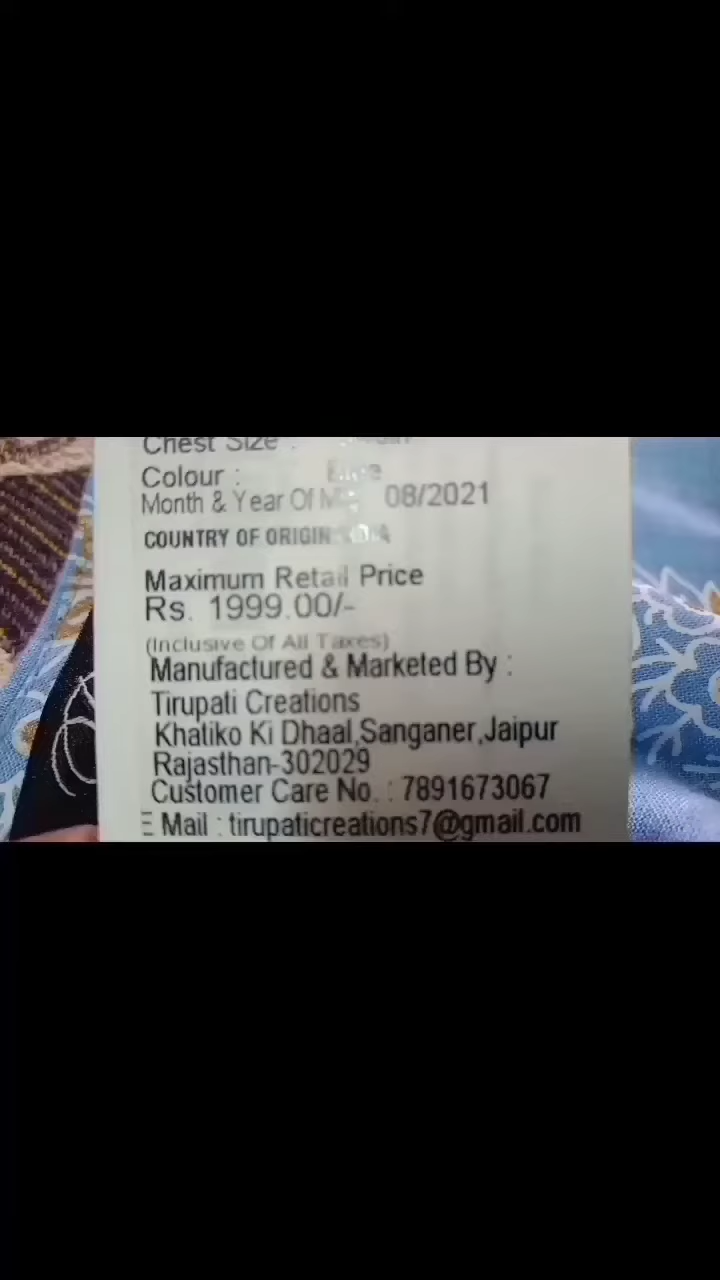 Chest Size :
Colour :
Month & Year Of 08/2021
COUNTRY OF ORIGIN
Maximum Retail Price
Rs. 1999.00/-
(Inclusive Of All Taxes)
Manufactured & Marketed By :
Tirupati Creations
Khatiko Ki Dhaal,Sanganer,Jaipur
Rajasthan-302029
Customer Care No. : 7891673067
E Mail : tirupaticreations7@gmail.com